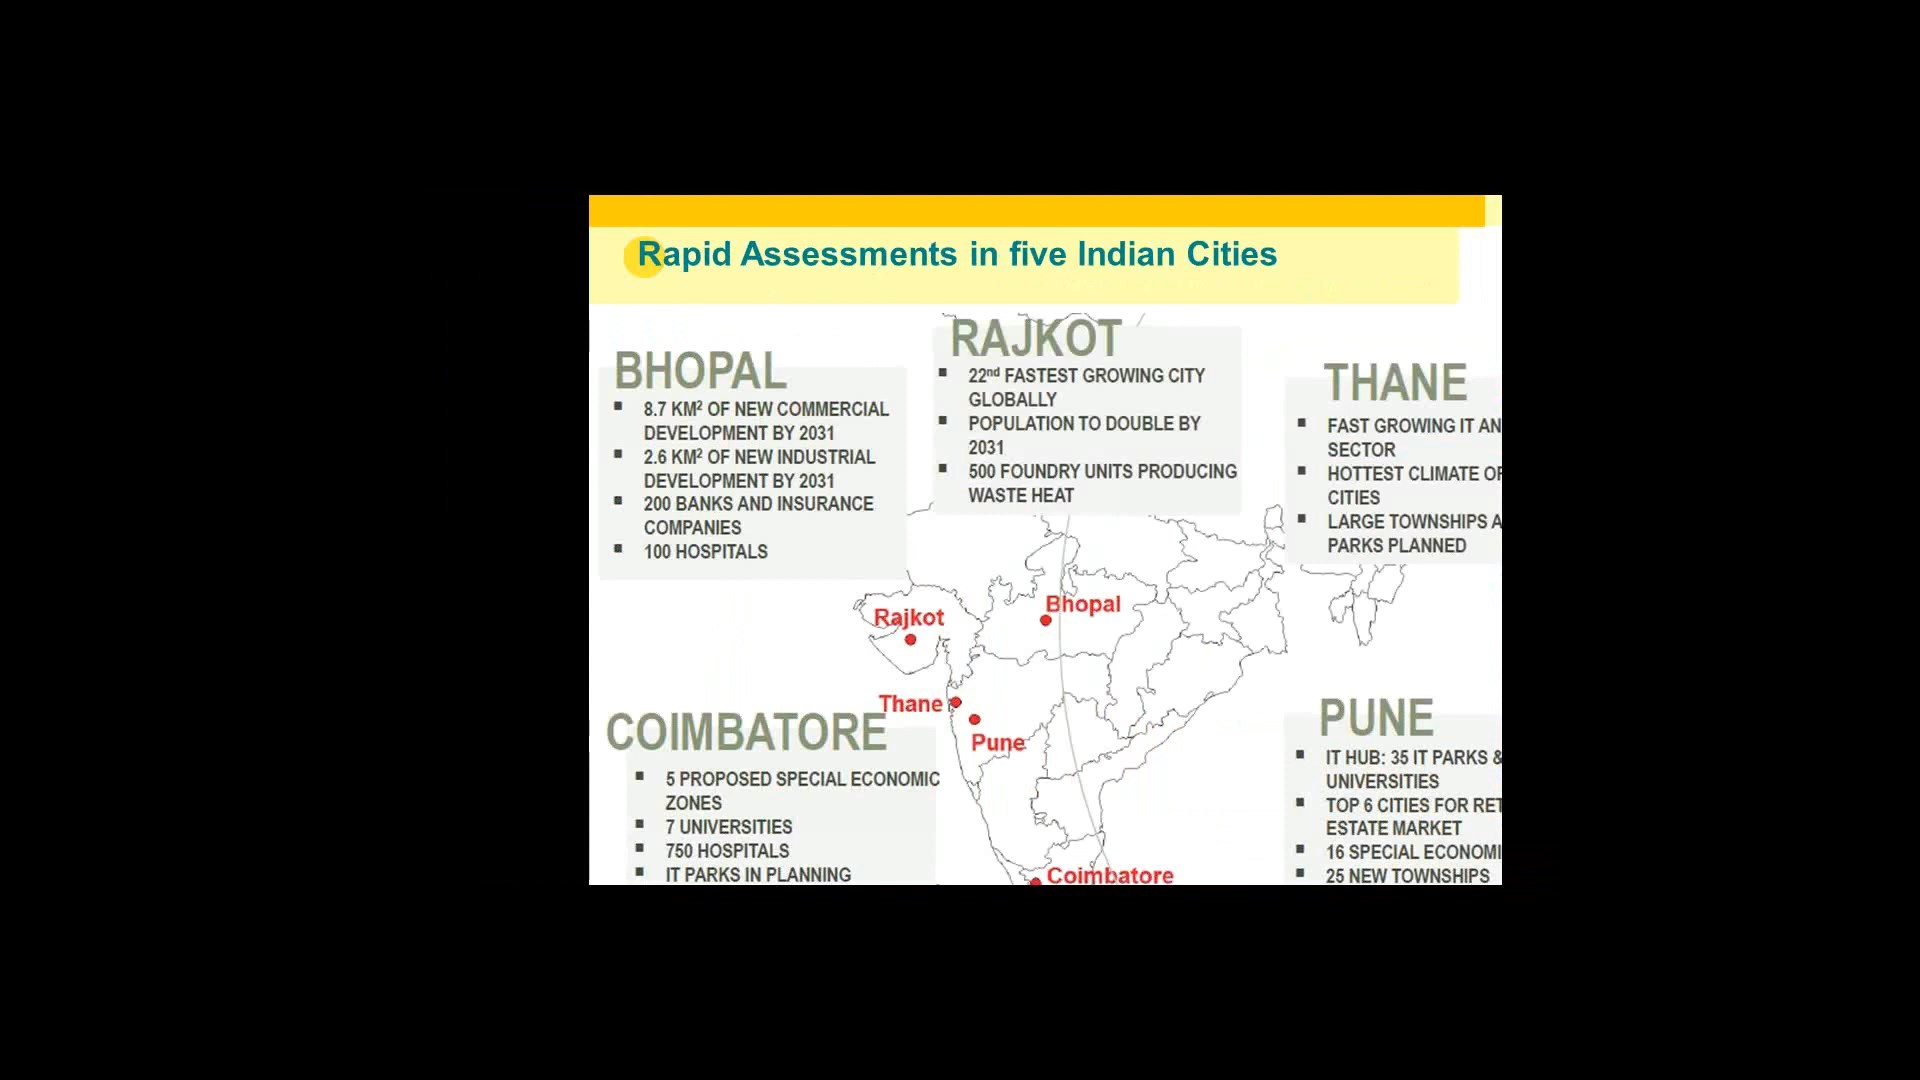 Rapid Assessments in five Indian Cities
BHOPAL
8.7 KM² OF NEW COMMERCIAL
DEVELOPMENT BY 2031
2.6 KM² OF NEW INDUSTRIAL
DEVELOPMENT BY 2031
200 BANKS AND INSURANCE
COMPANIES
100 HOSPITALS
RAJKOT
22nd FASTEST GROWING CITY
GLOBALLY
POPULATION TO DOUBLE BY
2031
500 FOUNDRY UNITS PRODUCING
WASTE HEAT
THANE
FAST GROWING IT
SECTOR
HOTTEST CLIMATE
CITIES
LARGE TOWNSHIPS
PARKS PLANNED
Rajkot
Bhopal
Thane
Pune
Coimbatore
COIMBATORE
5 PROPOSED SPECIAL ECONOMIC
ZONES
7 UNIVERSITIES
750 HOSPITALS
IT PARKS IN PLANNING
PUNE
IT HUB: 35 IT PARKS &
UNIVERSITIES
TOP 6 CITIES FOR
ESTATE MARKET
16 SPECIAL
25 NEW TOWNSHIPS